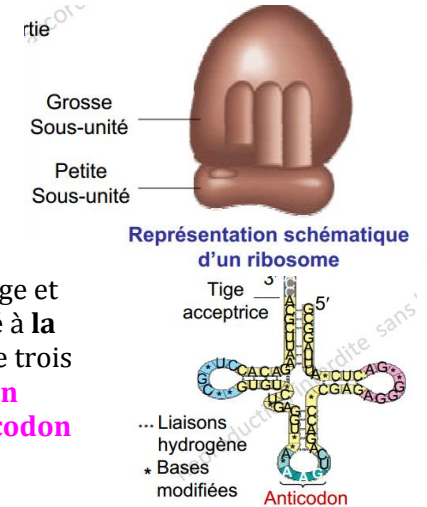 rtie
Grosse
Sous-unité
Petite
Sous-unité
Représentation schématique
d'un ribosome
ge et
é à la
e trois
n
codon
Tige
acceptrice
3'
5'
... Liaisons
hydrogène
* Bases
modifiées
Anticodon